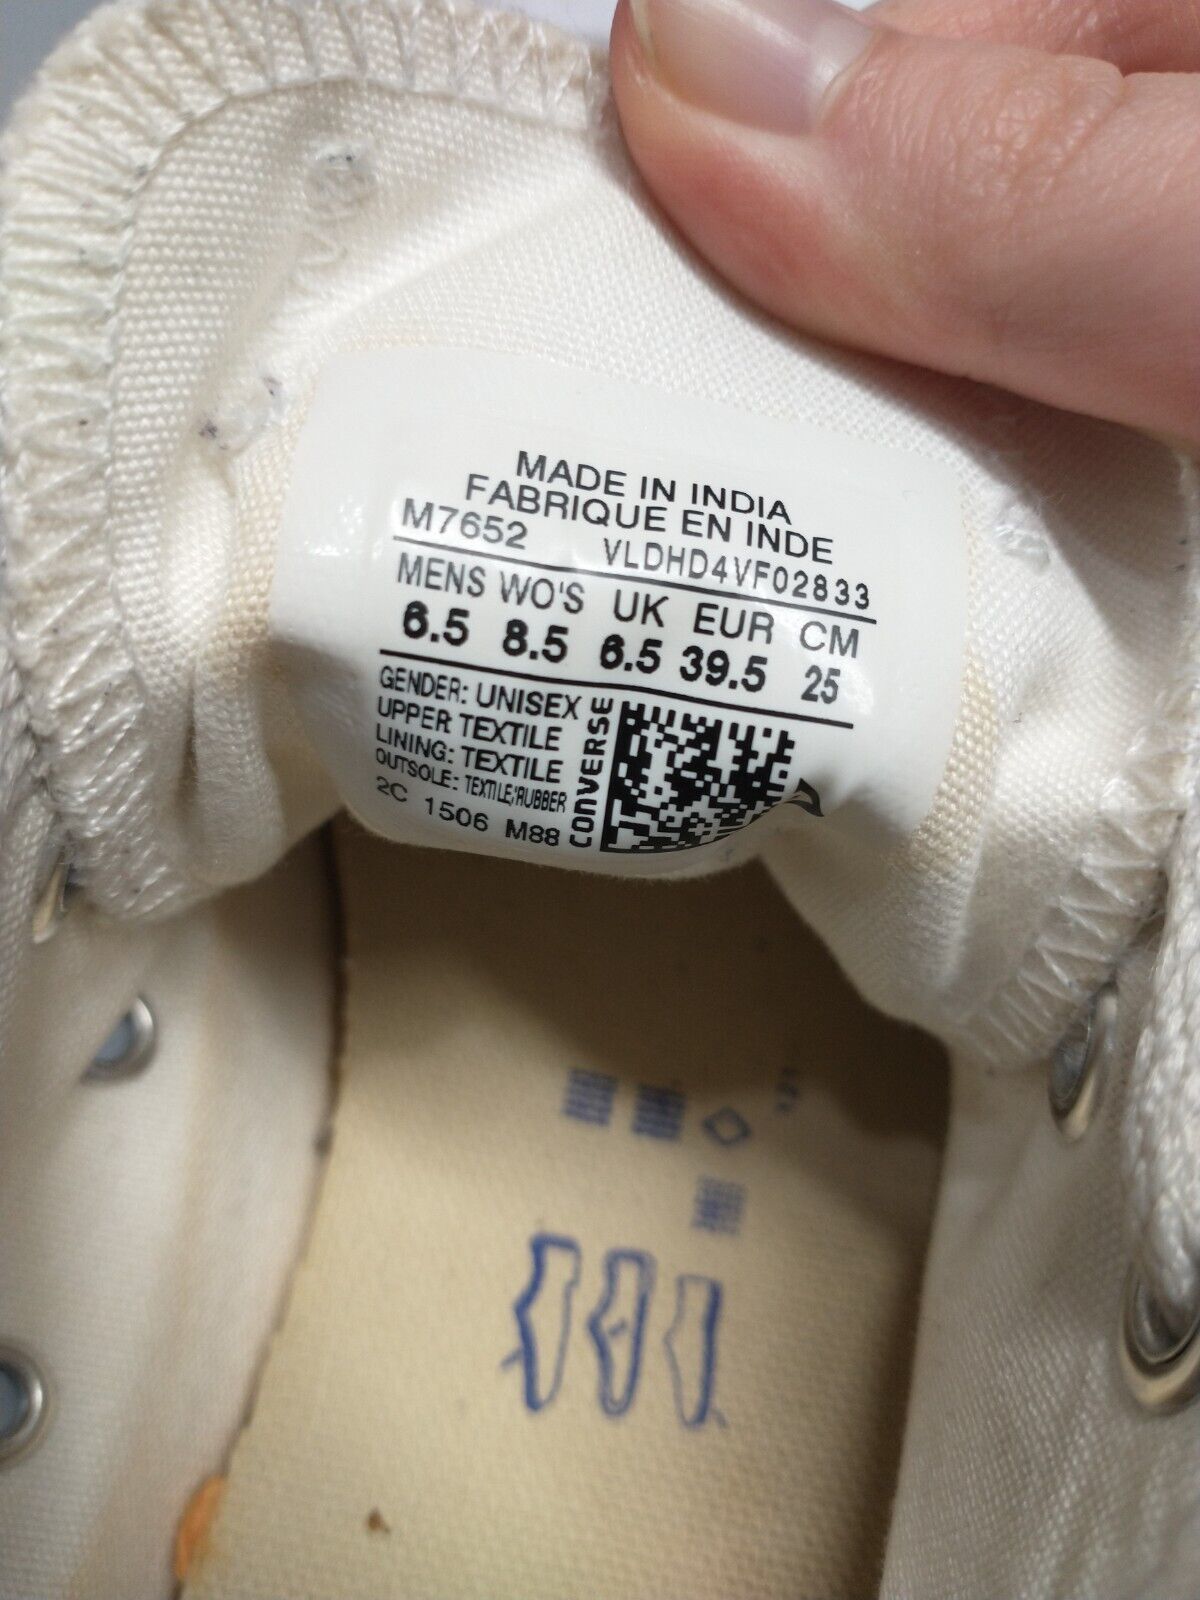 MADE IN INDIA
FABRIQUE EN INDE
M7652 VLDHD4VF02833
MENS WO'S UK EUR CM
6.5 8.5 6.5 39.5 25
GENDER: UNISEX
UPPER TEXTILE
LINING: TEXTILE
OUTSOLE: TEXTILE/RUBBER
2C 1506 M88
CONVERSE